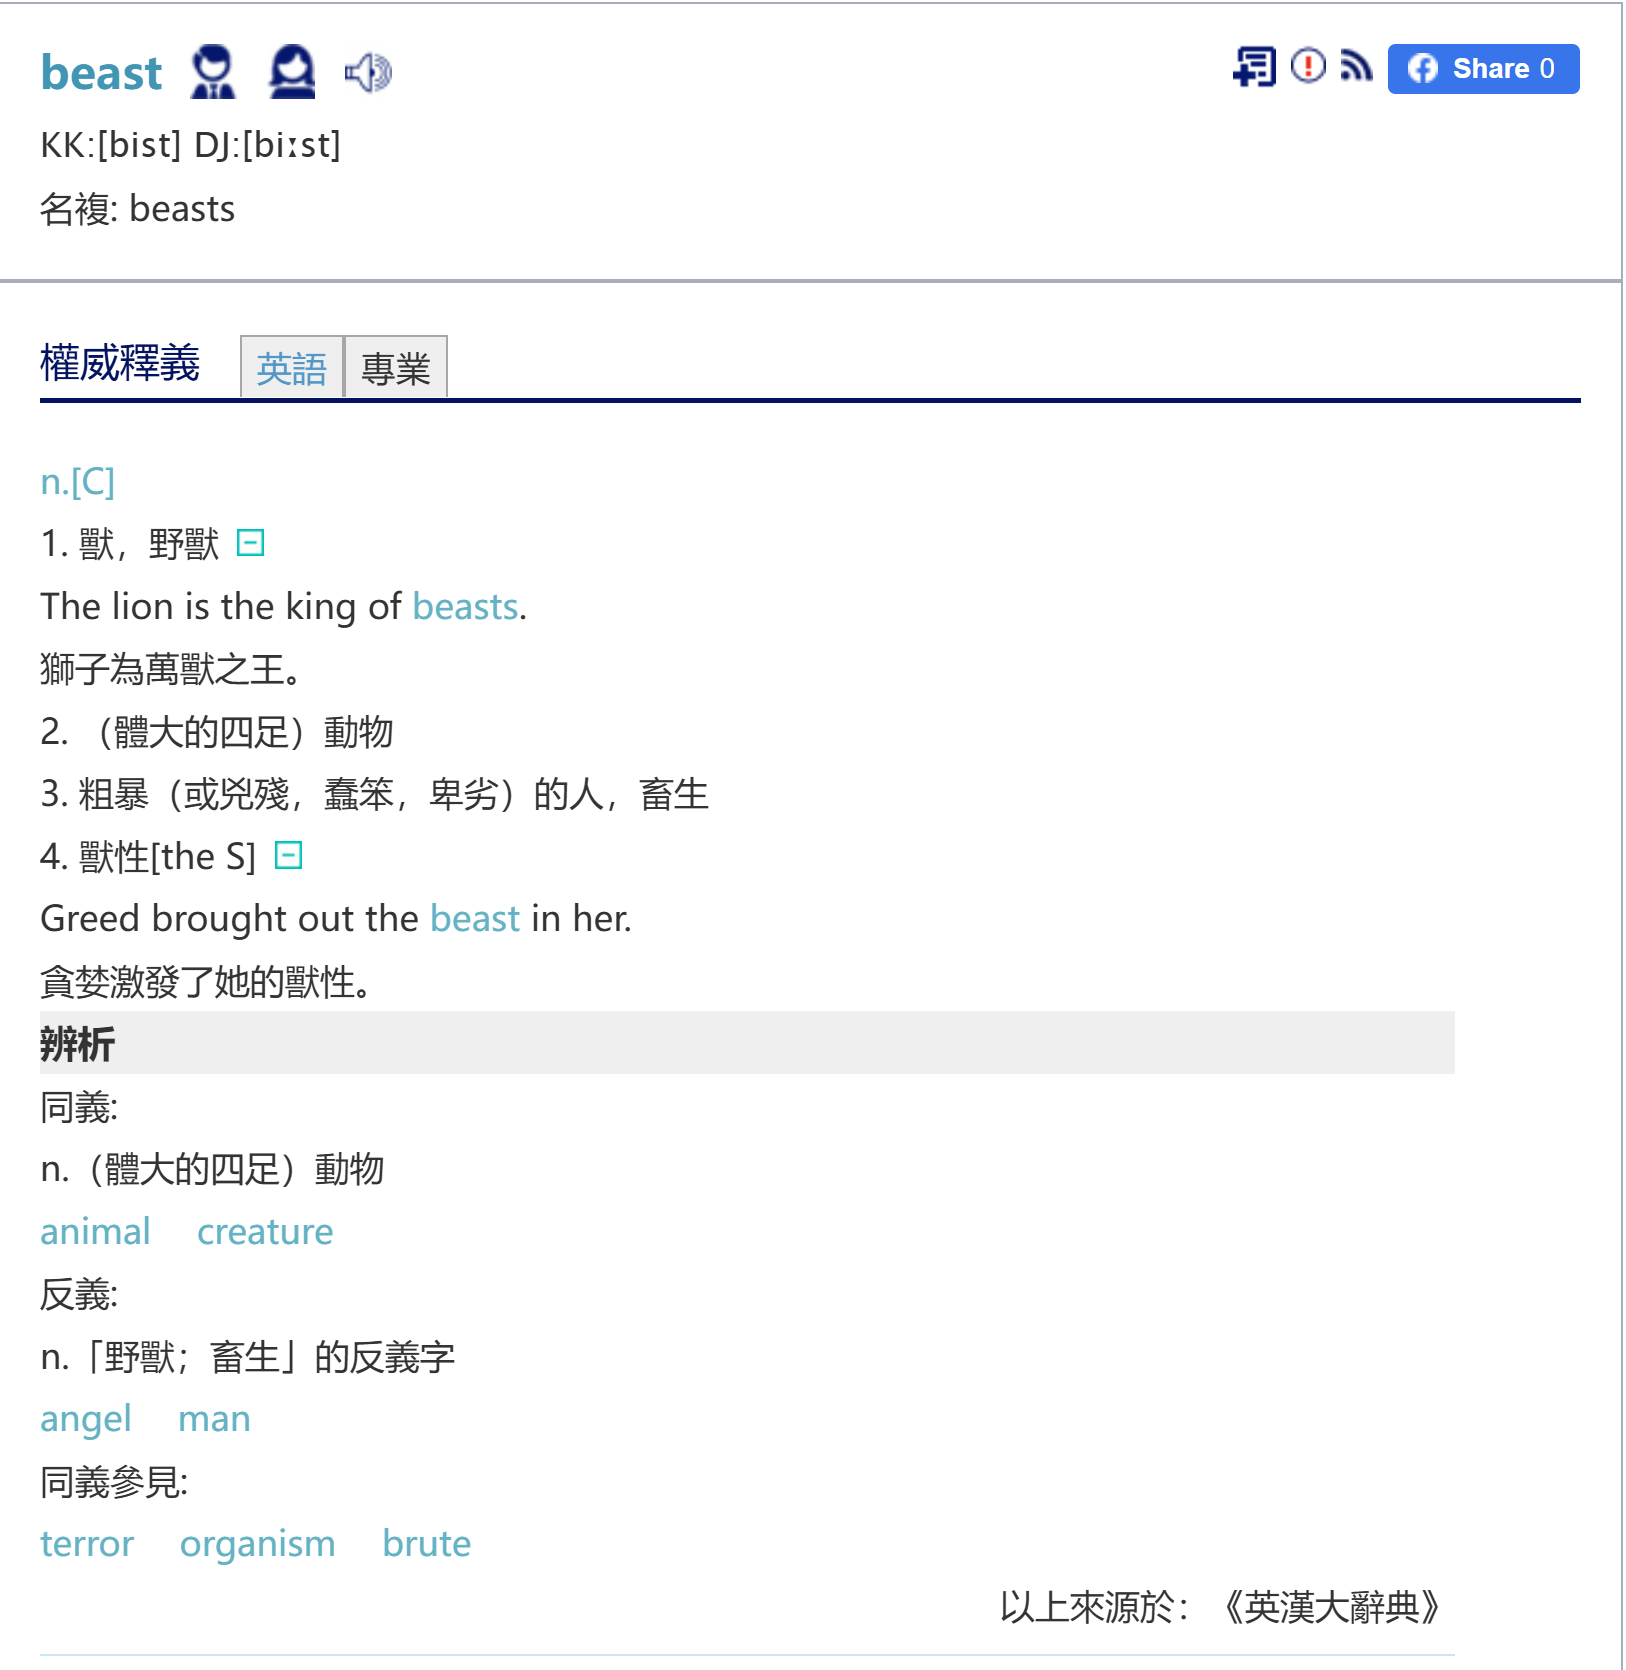 beast
Share 0
KK:[bist] DJ:[biːst]
名複: beasts
權威釋義 英語 專業
n.[C]
1. 獸，野獸
The lion is the king of beasts.
獅子為萬獸之王。
2. （體大的四足）動物
3. 粗暴（或兇殘，蠢笨，卑劣）的人，畜生
4. 獸性[the S]
Greed brought out the beast in her.
貪婪激發了她的獸性。
辨析
同義:
n.（體大的四足）動物
animal creature
反義:
n.「野獸；畜生」的反義字
angel man
同義參見:
terror organism brute
以上來源於：《英漢大辭典》